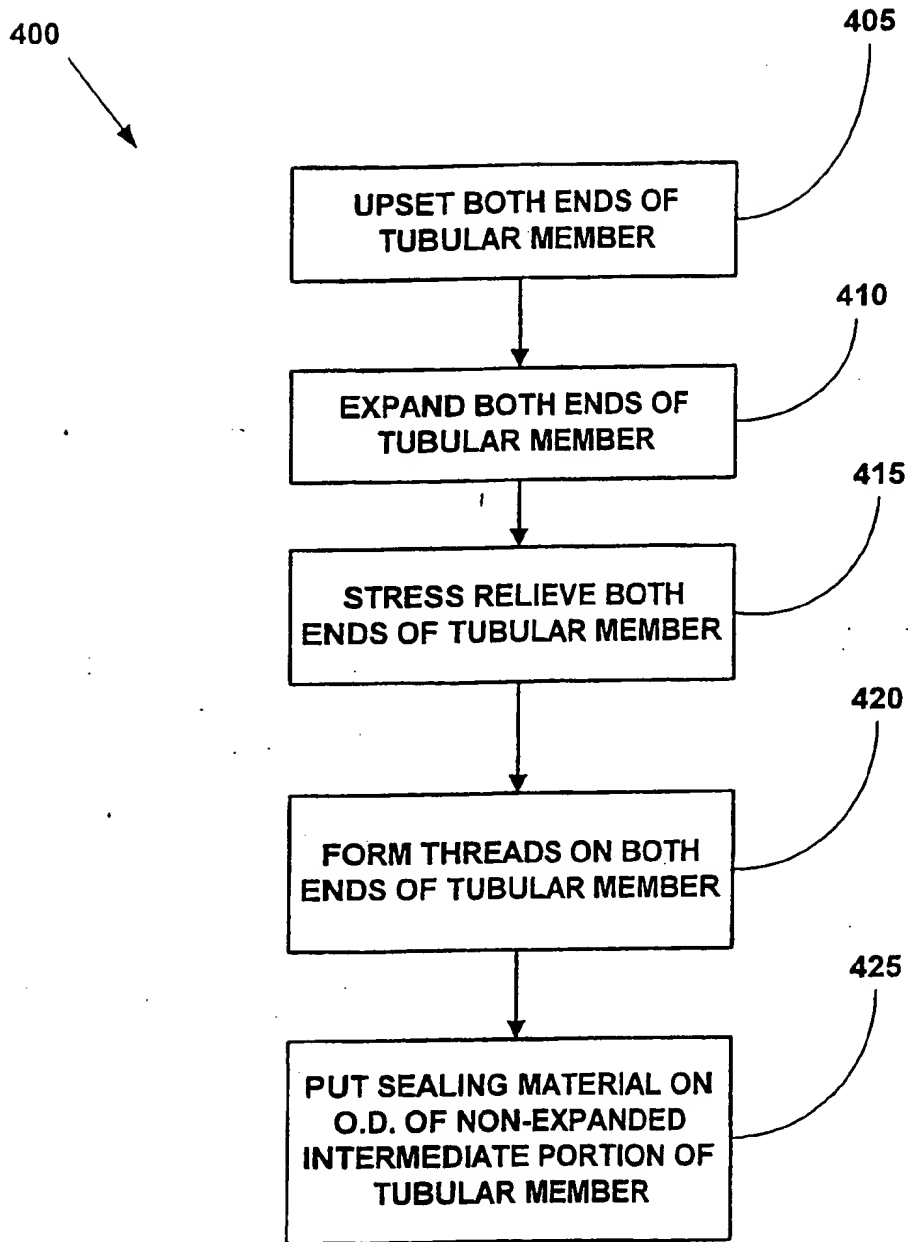 400
405
UPSET BOTH ENDS OF
TUBULAR MEMBER
410
EXPAND BOTH ENDS OF
TUBULAR MEMBER
415
STRESS RELIEVE BOTH
ENDS OF TUBULAR MEMBER
420
FORM THREADS ON BOTH
ENDS OF TUBULAR MEMBER
425
PUT SEALING MATERIAL ON
O.D. OF NON-EXPANDED
INTERMEDIATE PORTION OF
TUBULAR MEMBER